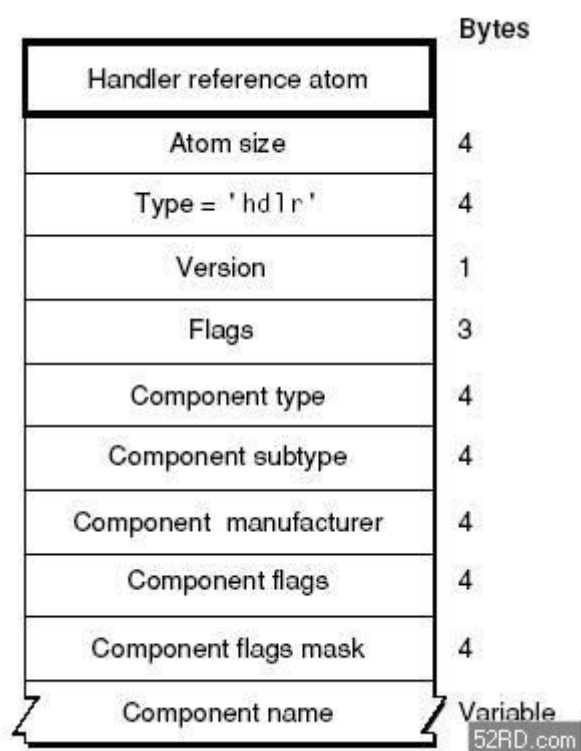 Bytes
Handler reference atom
Atom size 4
Type = 'hdlr' 4
Version 1
Flags 3
Component type 4
Component subtype 4
Component manufacturer 4
Component flags 4
Component flags mask 4
Component name Variable
52RD.com